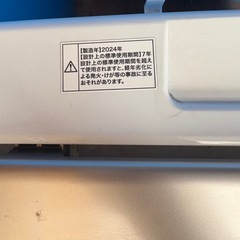 【製造年】2024年
【設計上の標準使用期間】7年
設計上の標準使用期間を超え
て使用されますと、経年劣化に
よる発火・けが等の事故に至る
おそれがあります。